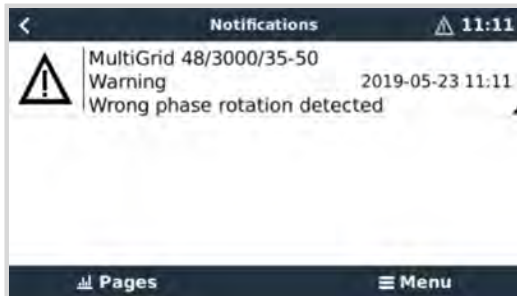 Notifications 11:11
MultiGrid 48/3000/35-50
Warning 2019-05-23 11:11
Wrong phase rotation detected
Pages Menu